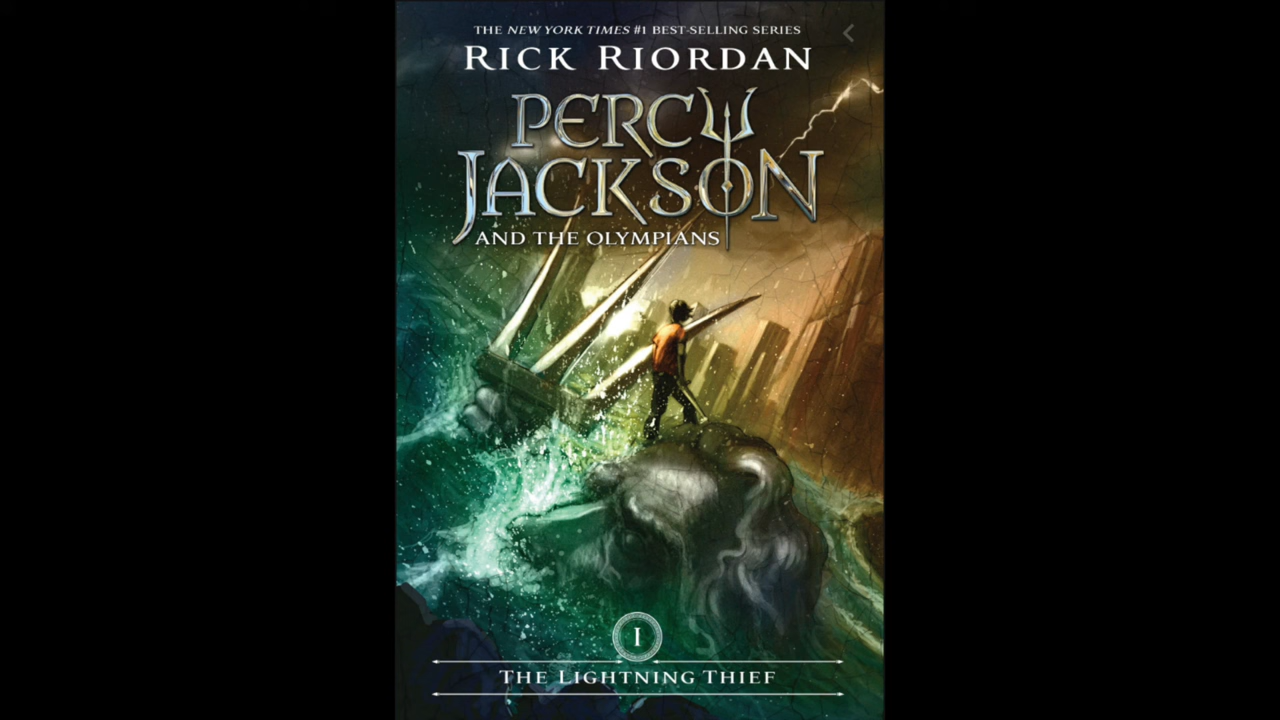 THE NEW YORK TIMES #1 BEST-SELLING SERIES
RICK RIORDAN
PERCY
JACKSON
AND THE OLYMPIANS
I
THE LIGHTNING THIEF